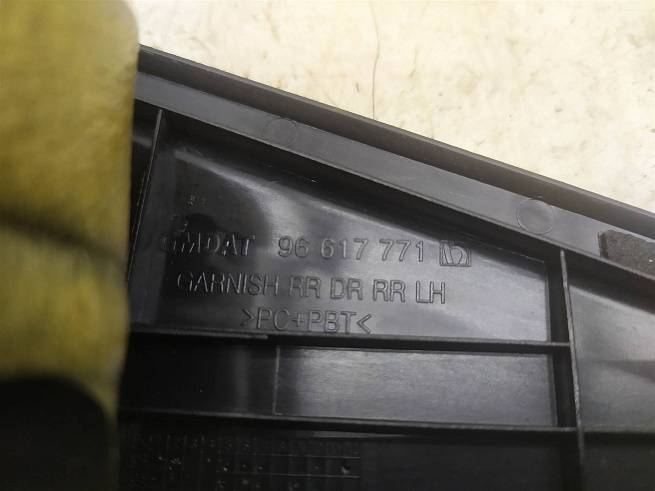 GMDAT 96 617 771
GARNISH RR DR RR LH
>PC+PBT<